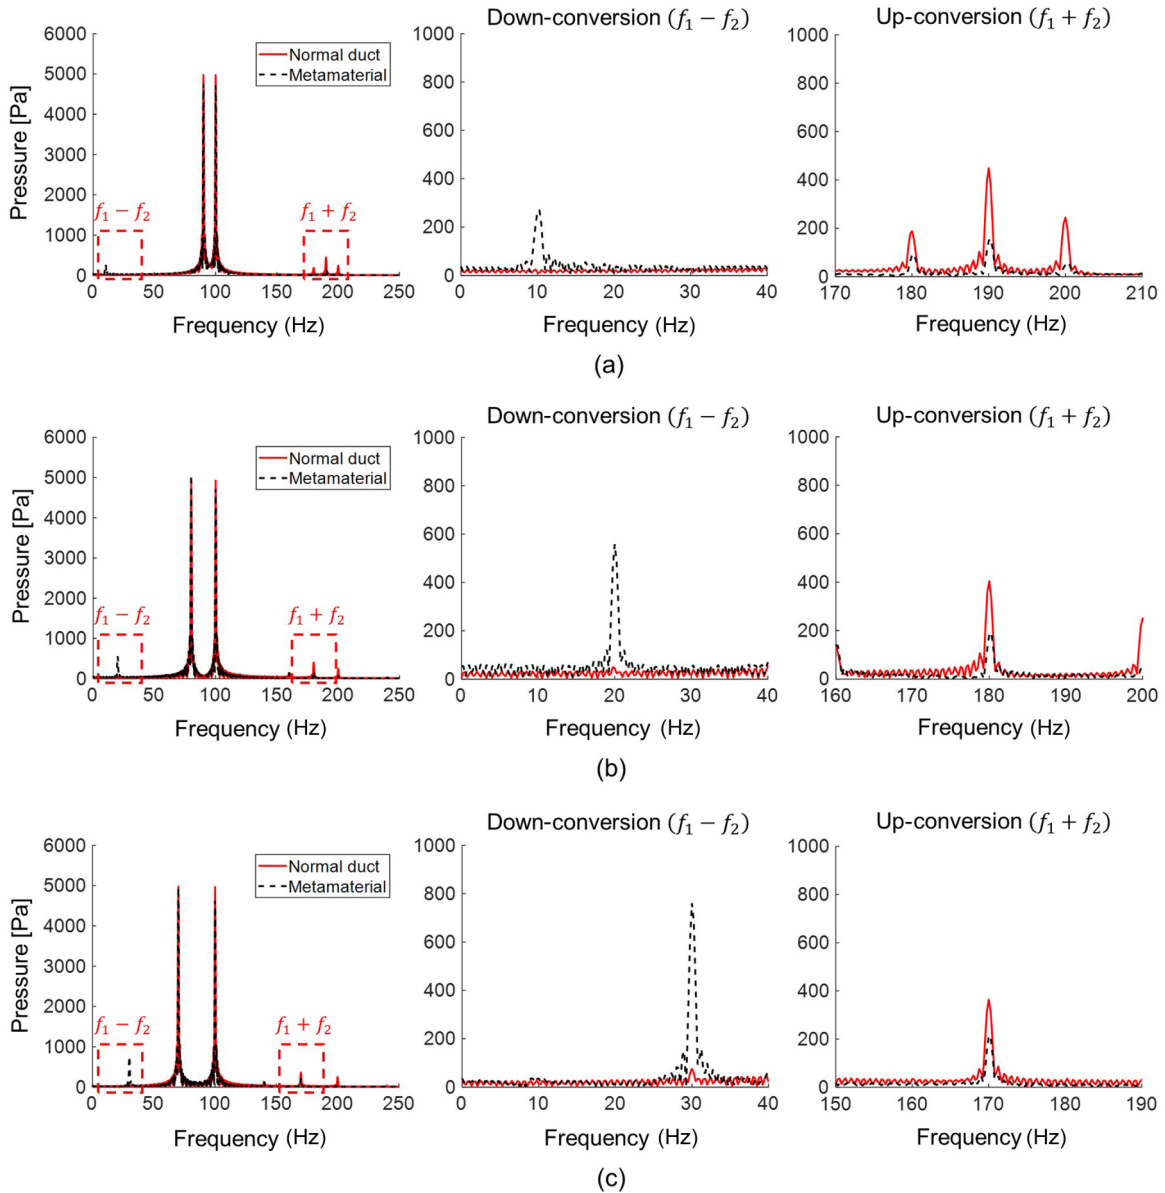 Down-conversion (f₁ − f₂)
Up-conversion (f₁ + f₂)
Pressure [Pa]
6000
5000
4000
3000
2000
1000
0
Normal duct
Metamaterial
f₁ − f₂
f₁ + f₂
0 50 100 150 200 250
Frequency (Hz)
1000
800
600
400
200
0
0 10 20 30 40
Frequency (Hz)
1000
800
600
400
200
0
170 180 190 200 210
Frequency (Hz)
(a)
Down-conversion (f₁ − f₂)
Up-conversion (f₁ + f₂)
Pressure [Pa]
6000
5000
4000
3000
2000
1000
0
Normal duct
Metamaterial
f₁ − f₂
f₁ + f₂
0 50 100 150 200 250
Frequency (Hz)
1000
800
600
400
200
0
0 10 20 30 40
Frequency (Hz)
1000
800
600
400
200
0
160 170 180 190 200
Frequency (Hz)
(b)
Down-conversion (f₁ − f₂)
Up-conversion (f₁ + f₂)
Pressure [Pa]
6000
5000
4000
3000
2000
1000
0
Normal duct
Metamaterial
f₁ − f₂
f₁ + f₂
0 50 100 150 200 250
Frequency (Hz)
1000
800
600
400
200
0
0 10 20 30 40
Frequency (Hz)
1000
800
600
400
200
0
150 160 170 180 190
Frequency (Hz)
(c)